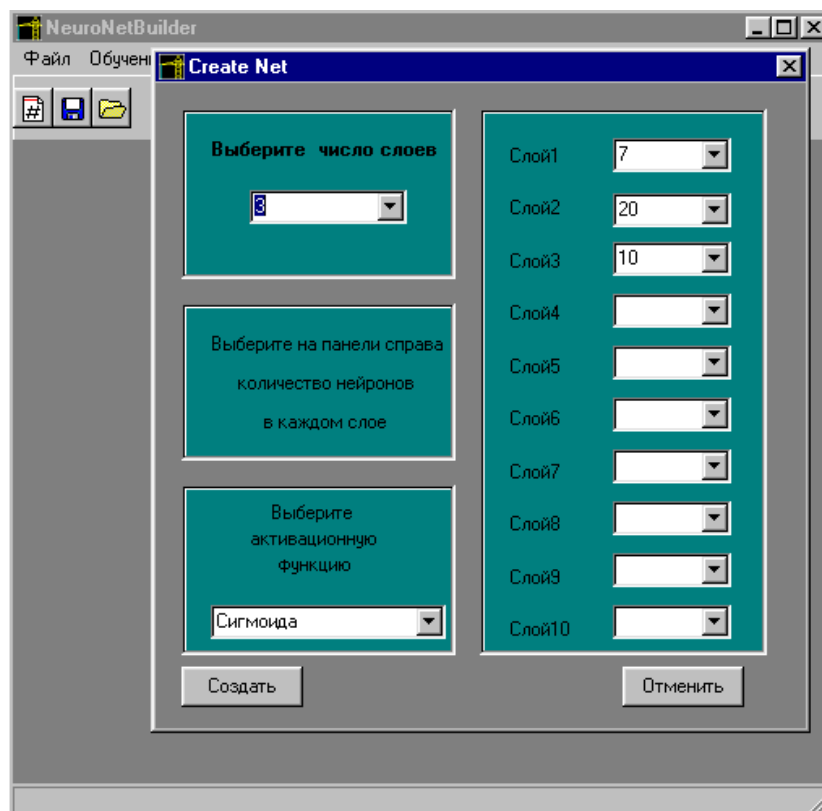 NeuroNetBuilder
Файл Обучени
Create Net
Выберите число слоев
3
Выберите на панели справа
количество нейронов
в каждом слое
Выберите
активационную
функцию
Сигмоида
Слой1 7
Слой2 20
Слой3 10
Слой4
Слой5
Слой6
Слой7
Слой8
Слой9
Слой10
Создать
Отменить